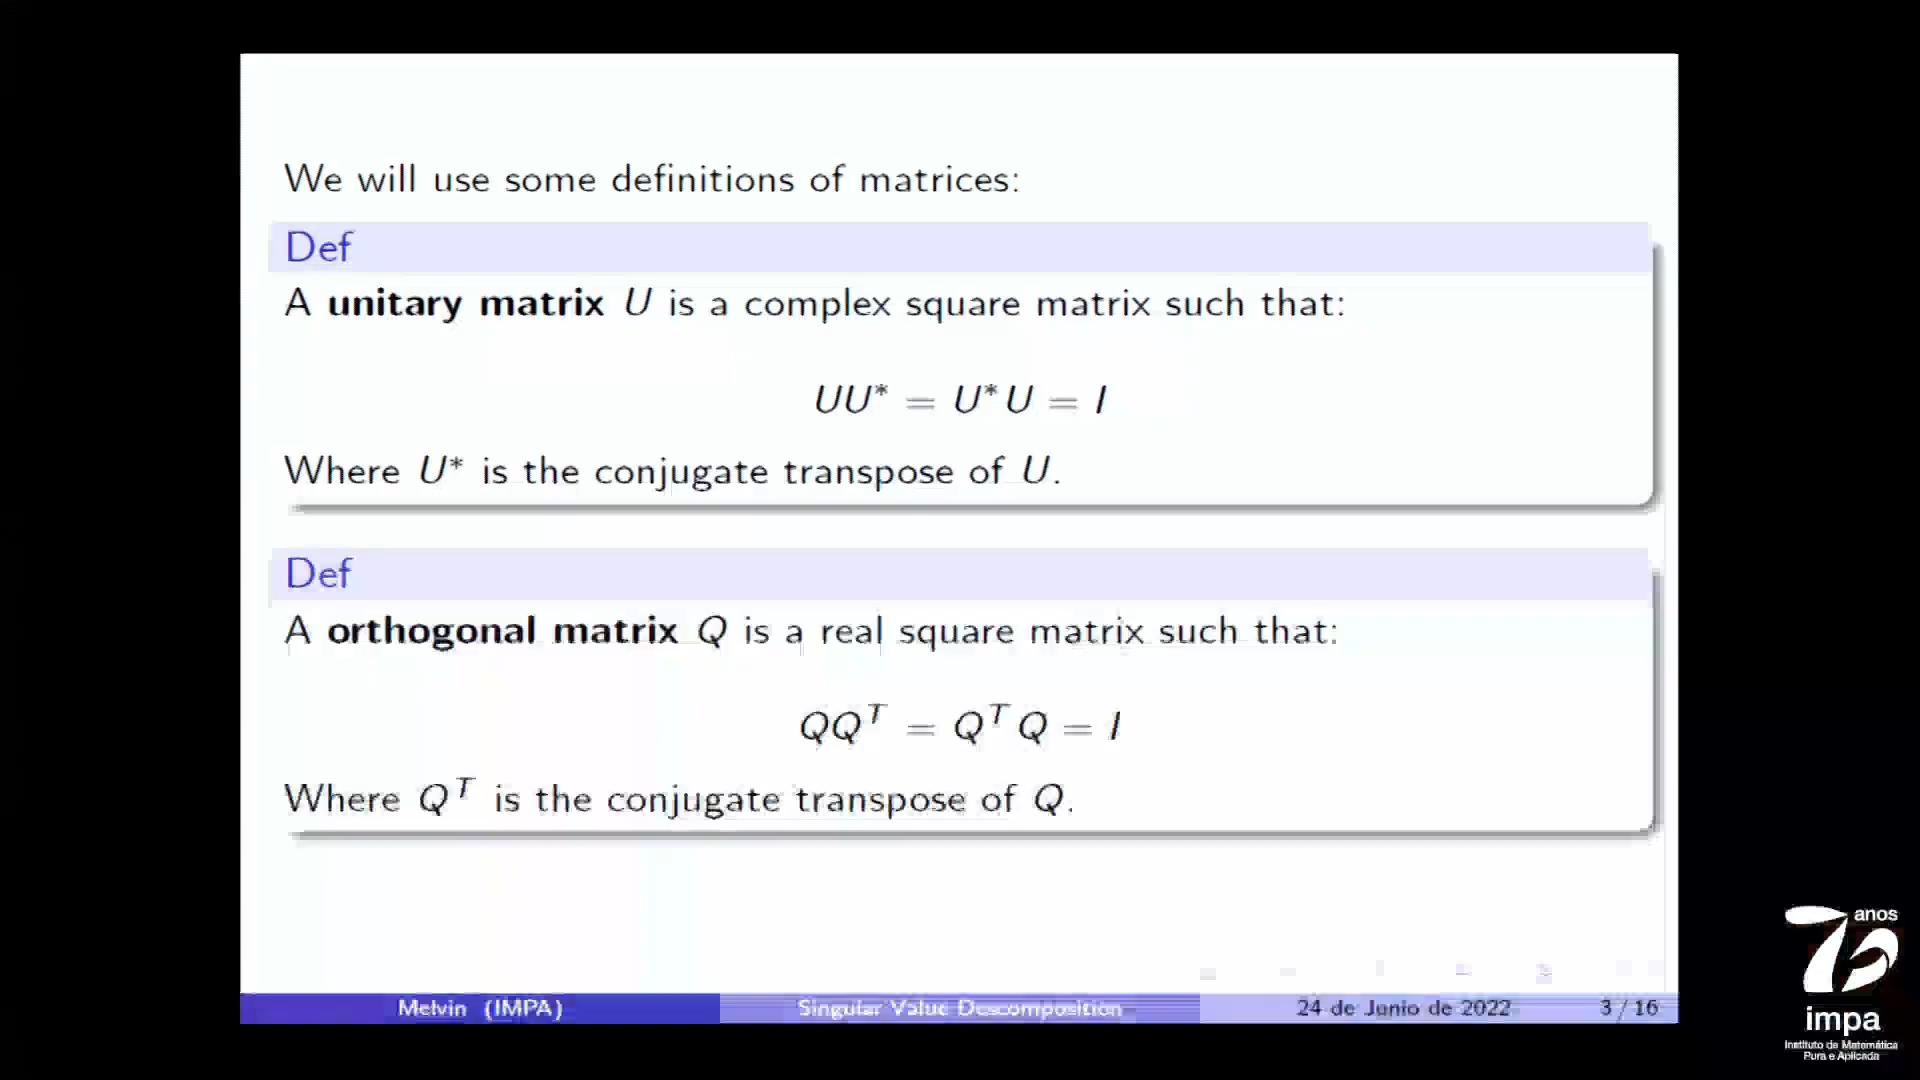 We will use some definitions of matrices:
Def
A unitary matrix U is a complex square matrix such that:
UU* = U*U = I
Where U* is the conjugate transpose of U.
Def
A orthogonal matrix Q is a real square matrix such that:
QQ^T = Q^T Q = I
Where Q^T is the conjugate transpose of Q.
Melvin (IMPA) Singular Value Descomposition 24 de Junio de 2022 3 / 16
70 anos
impa
Instituto de Matemática
Pura e Aplicada